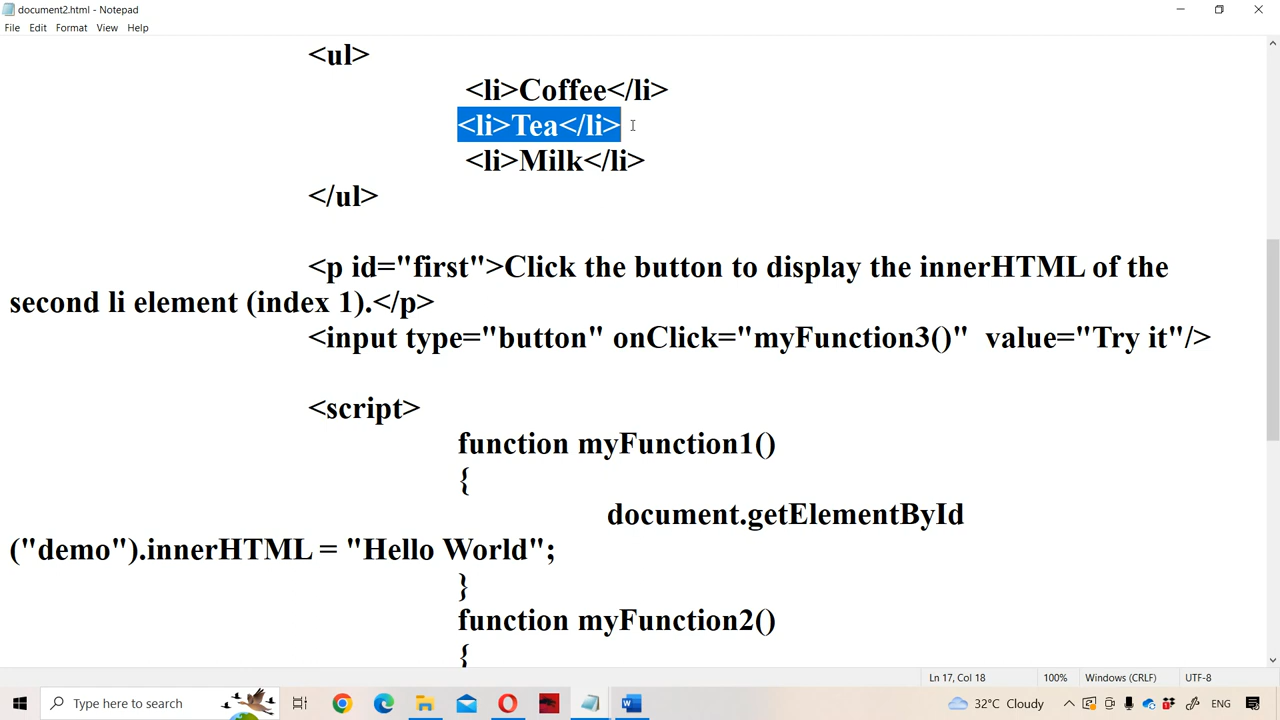 document2.html - Notepad
File Edit Format View Help
<ul>
<li>Coffee</li>
<li>Tea</li>
<li>Milk</li>
</ul>
<p id="first">Click the button to display the innerHTML of the
second li element (index 1).</p>
<input type="button" onClick="myFunction3()"  value="Try it"/>
<script>
function myFunction1()
{
document.getElementById
("demo").innerHTML = "Hello World";
}
function myFunction2()
{
Ln 17, Col 18 100% Windows (CRLF) UTF-8
Type here to search 32°C Cloudy ENG